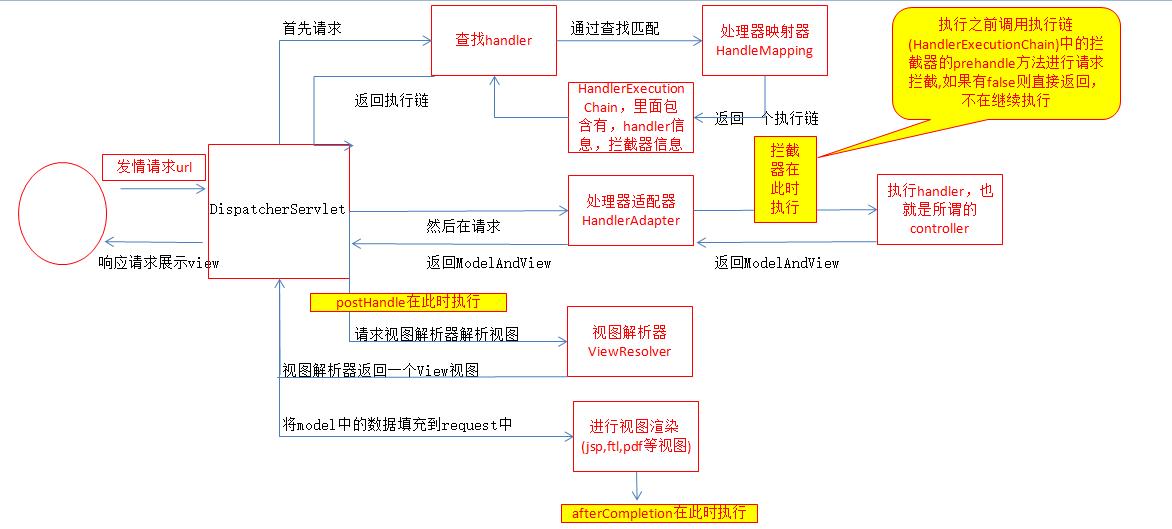 首先请求
查找handler
通过查找匹配
处理器映射器
HandleMapping
执行之前调用执行链
(HandlerExecutionChain)中的拦
截器的prehandle方法进行请求
拦截,如果有false则直接返回，
不在继续执行
返回执行链
HandlerExecution
Chain，里面包
含有，handler信
息，拦截器信息
返回一个执行链
拦截
器在
此时
执行
发情请求url
DispatcherServlet
然后在请求
处理器适配器
HandlerAdapter
执行handler，也
就是所谓的
controller
响应请求展示view
返回ModelAndView
返回ModelAndView
postHandle在此时执行
请求视图解析器解析视图
视图解析器
ViewResolver
视图解析器返回一个View视图
将model中的数据填充到request中
进行视图渲染
(jsp,ftl,pdf等视图)
afterCompletion在此时执行